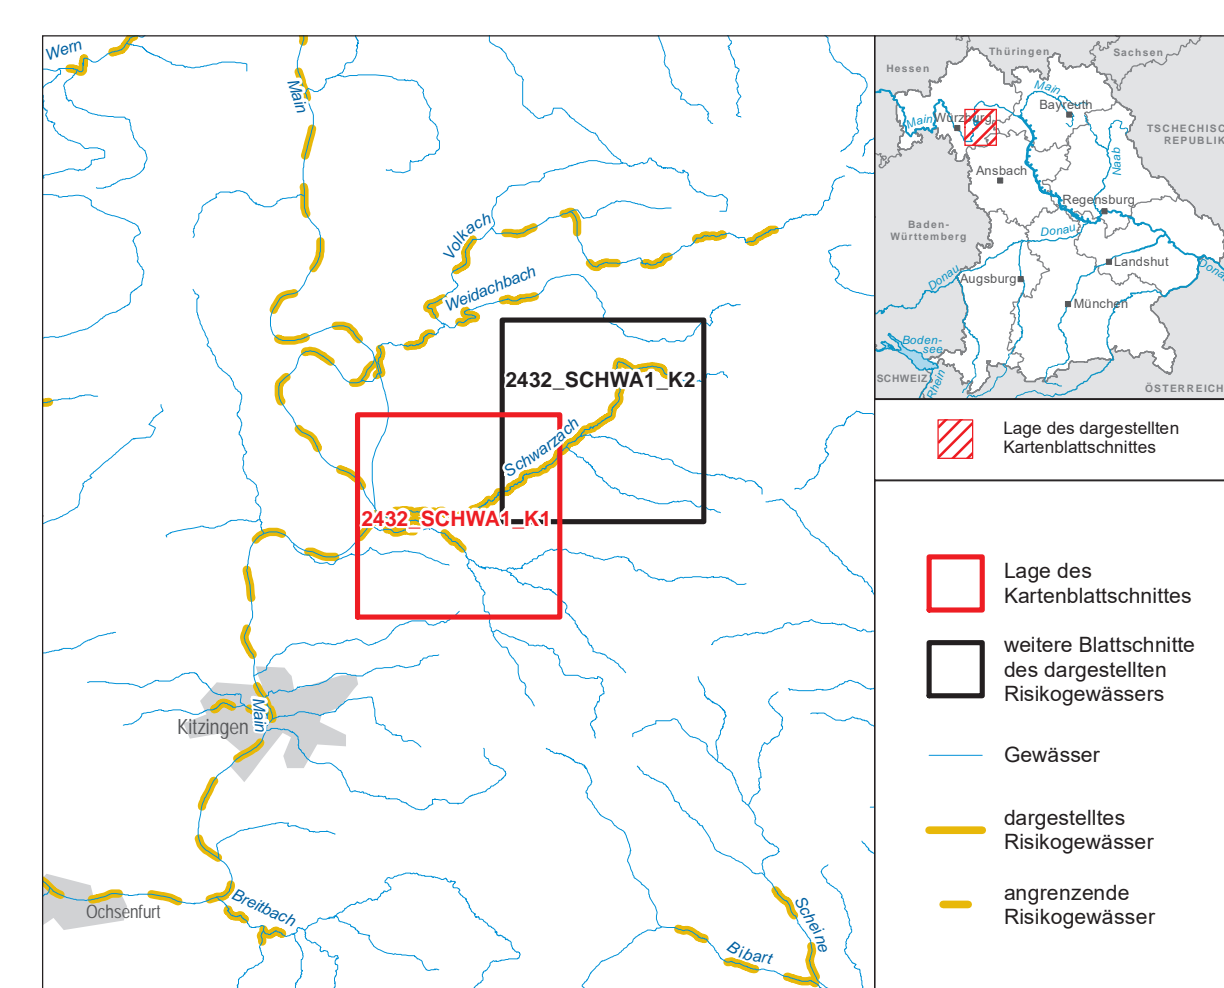 Wern
Main
Volkach
Weidachbach
2432_SCHWA1_K2
Schwarzach
2432_SCHWA1_K1
Main
Kitzingen
Ochsenfurt
Breitbach
Scheine
Bibart
Thüringen
Sachsen
Hessen
Main
Bayreuth
Main
Würzburg
TSCHECHISC
REPUBLIK
Naab
Ansbach
Regensburg
Baden-
Württemberg
Donau
Donau
Landshut
Augsburg
Dona
München
Boden-
see
SCHWEIZ
Rhein
ÖSTERREICH
Lage des dargestellten
Kartenblattschnittes
Lage des
Kartenblattschnittes
weitere Blattschnitte
des dargestellten
Risikogewässers
Gewässer
dargestelltes
Risikogewässer
angrenzende
Risikogewässer